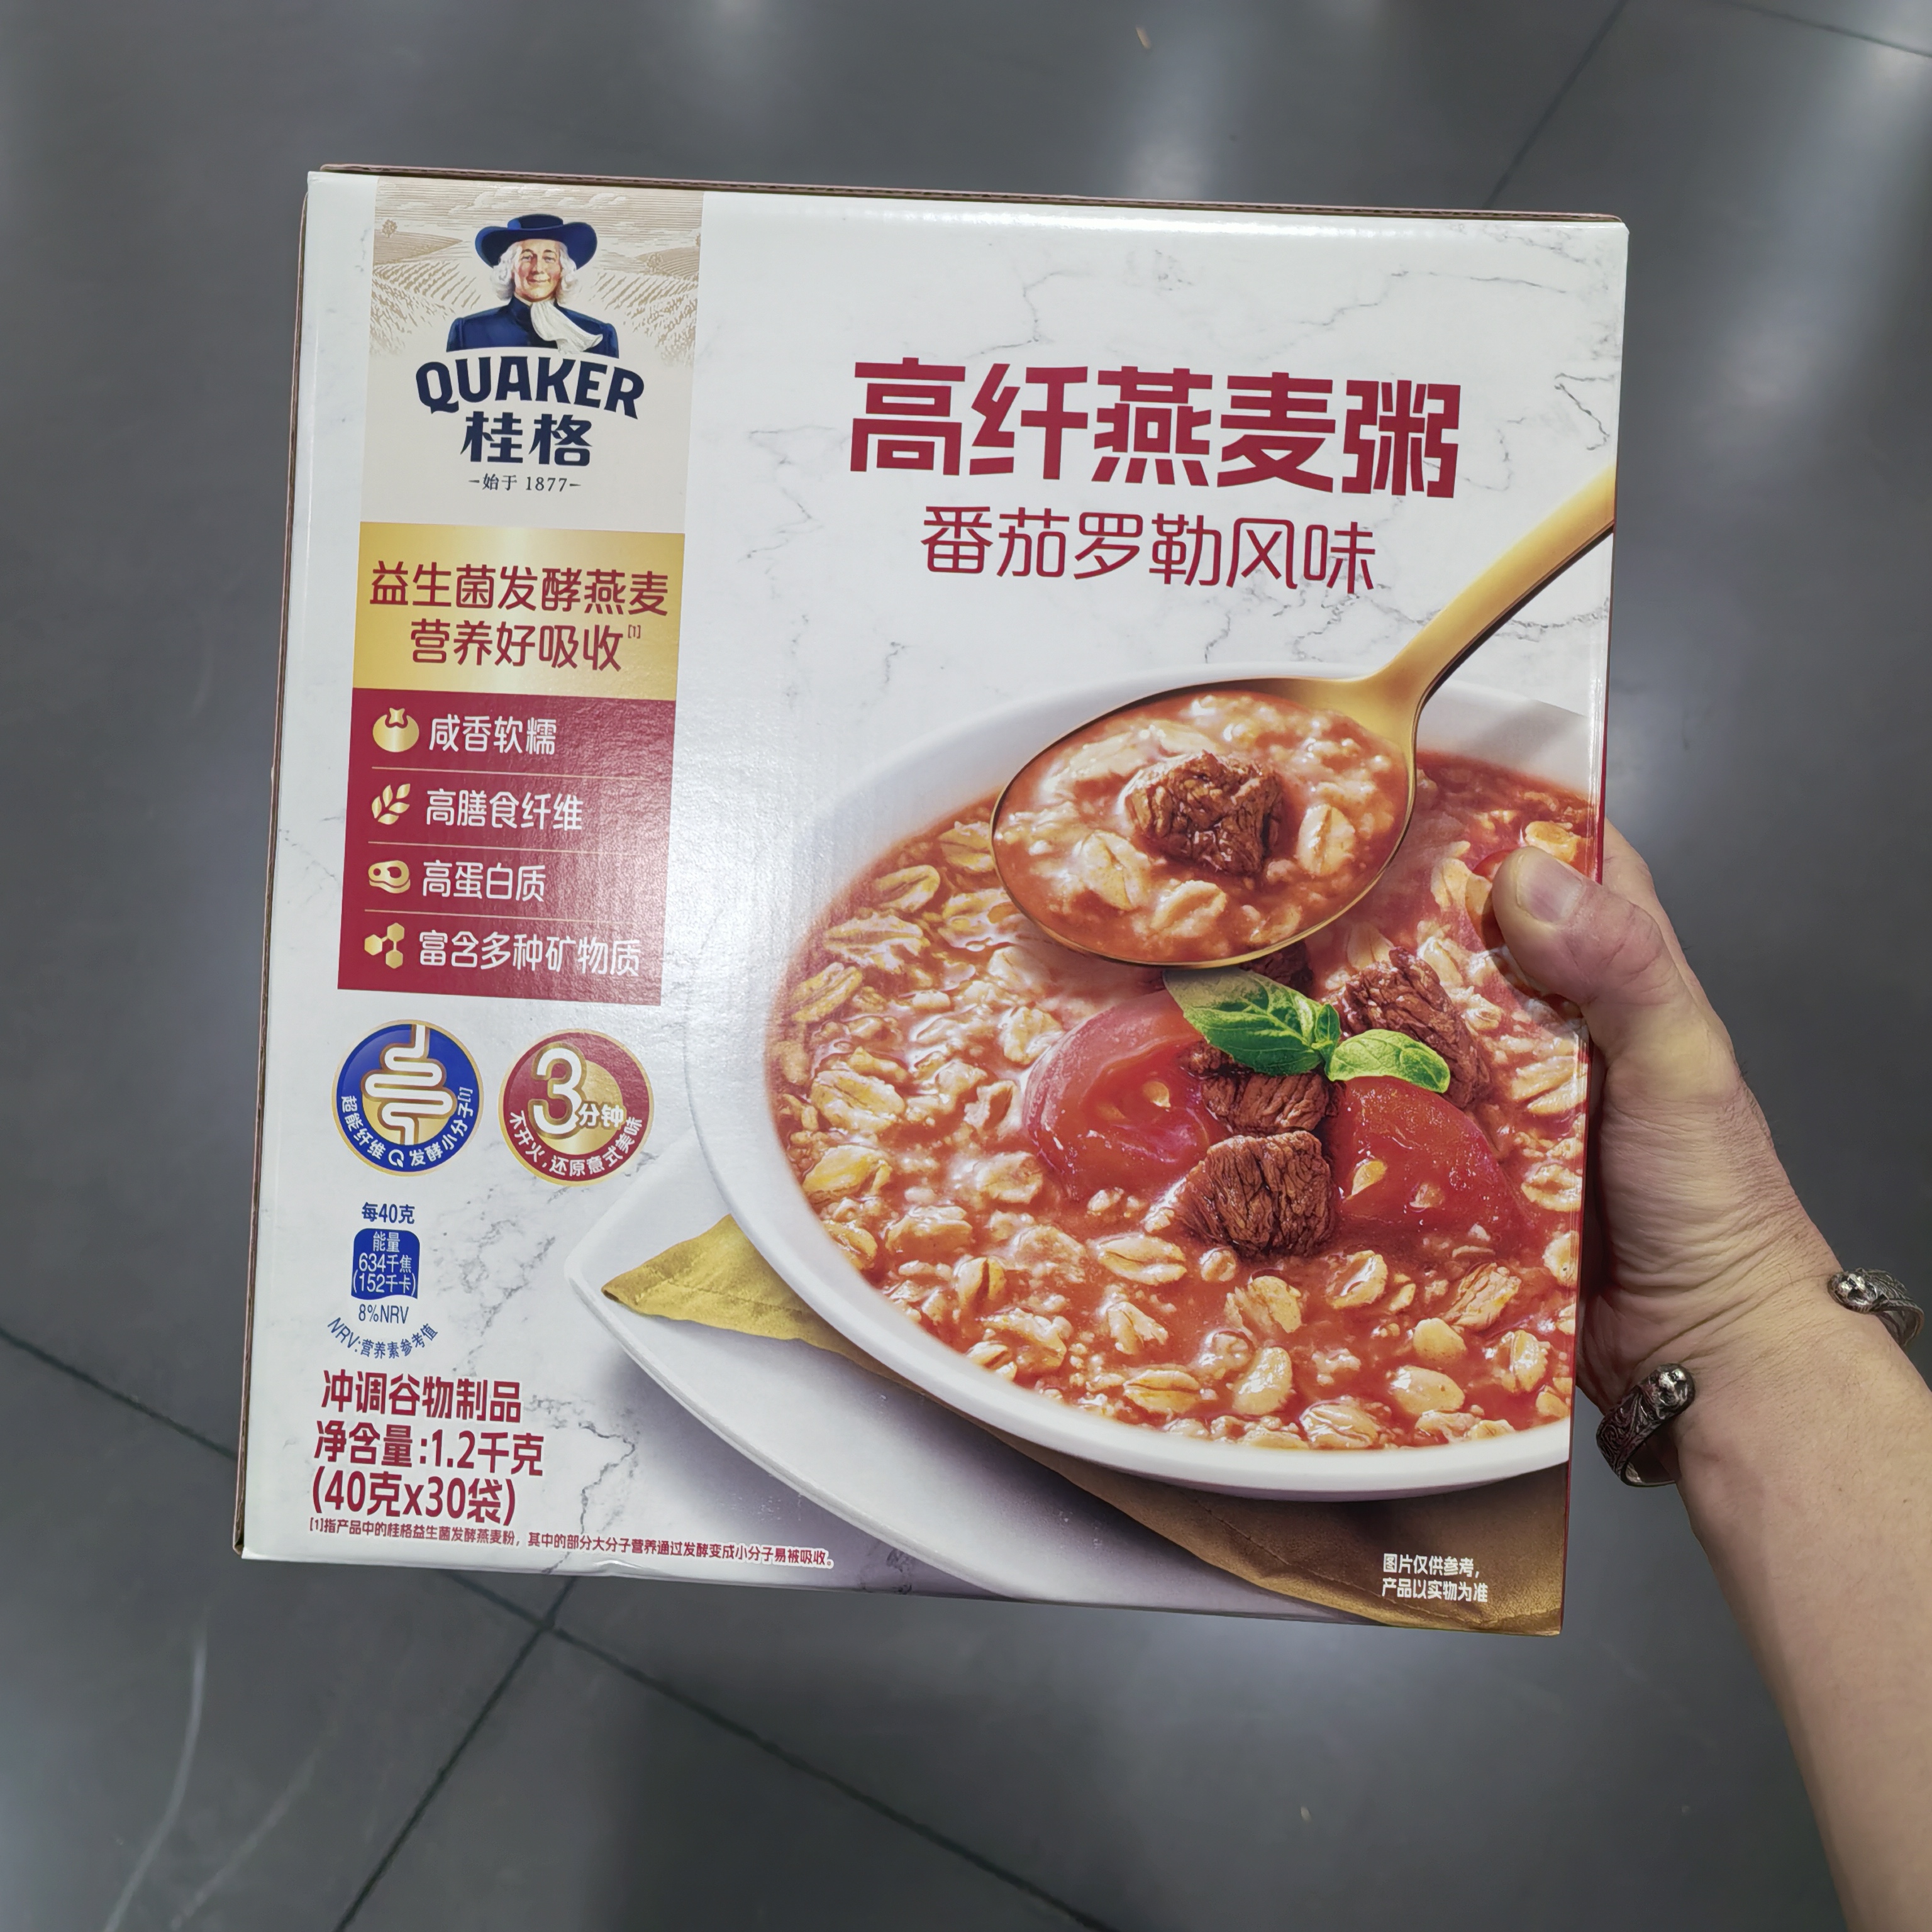 QUAKER
桂格
-始于 1877-
益生菌发酵燕麦
营养好吸收[1]
咸香软糯
高膳食纤维
高蛋白质
富含多种矿物质
超能纤维 发酵小分子[1]
3分钟
不开火,还原意式美味
每40克
能量
634千焦
(152千卡)
8%NRV
NRV:营养素参考值
冲调谷物制品
净含量:1.2千克
(40克x30袋)
[1]指产品中的桂格益生菌发酵燕麦粉，其中的部分大分子营养通过发酵变成小分子易被吸收。
高纤燕麦粥
番茄罗勒风味
图片仅供参考,
产品以实物为准